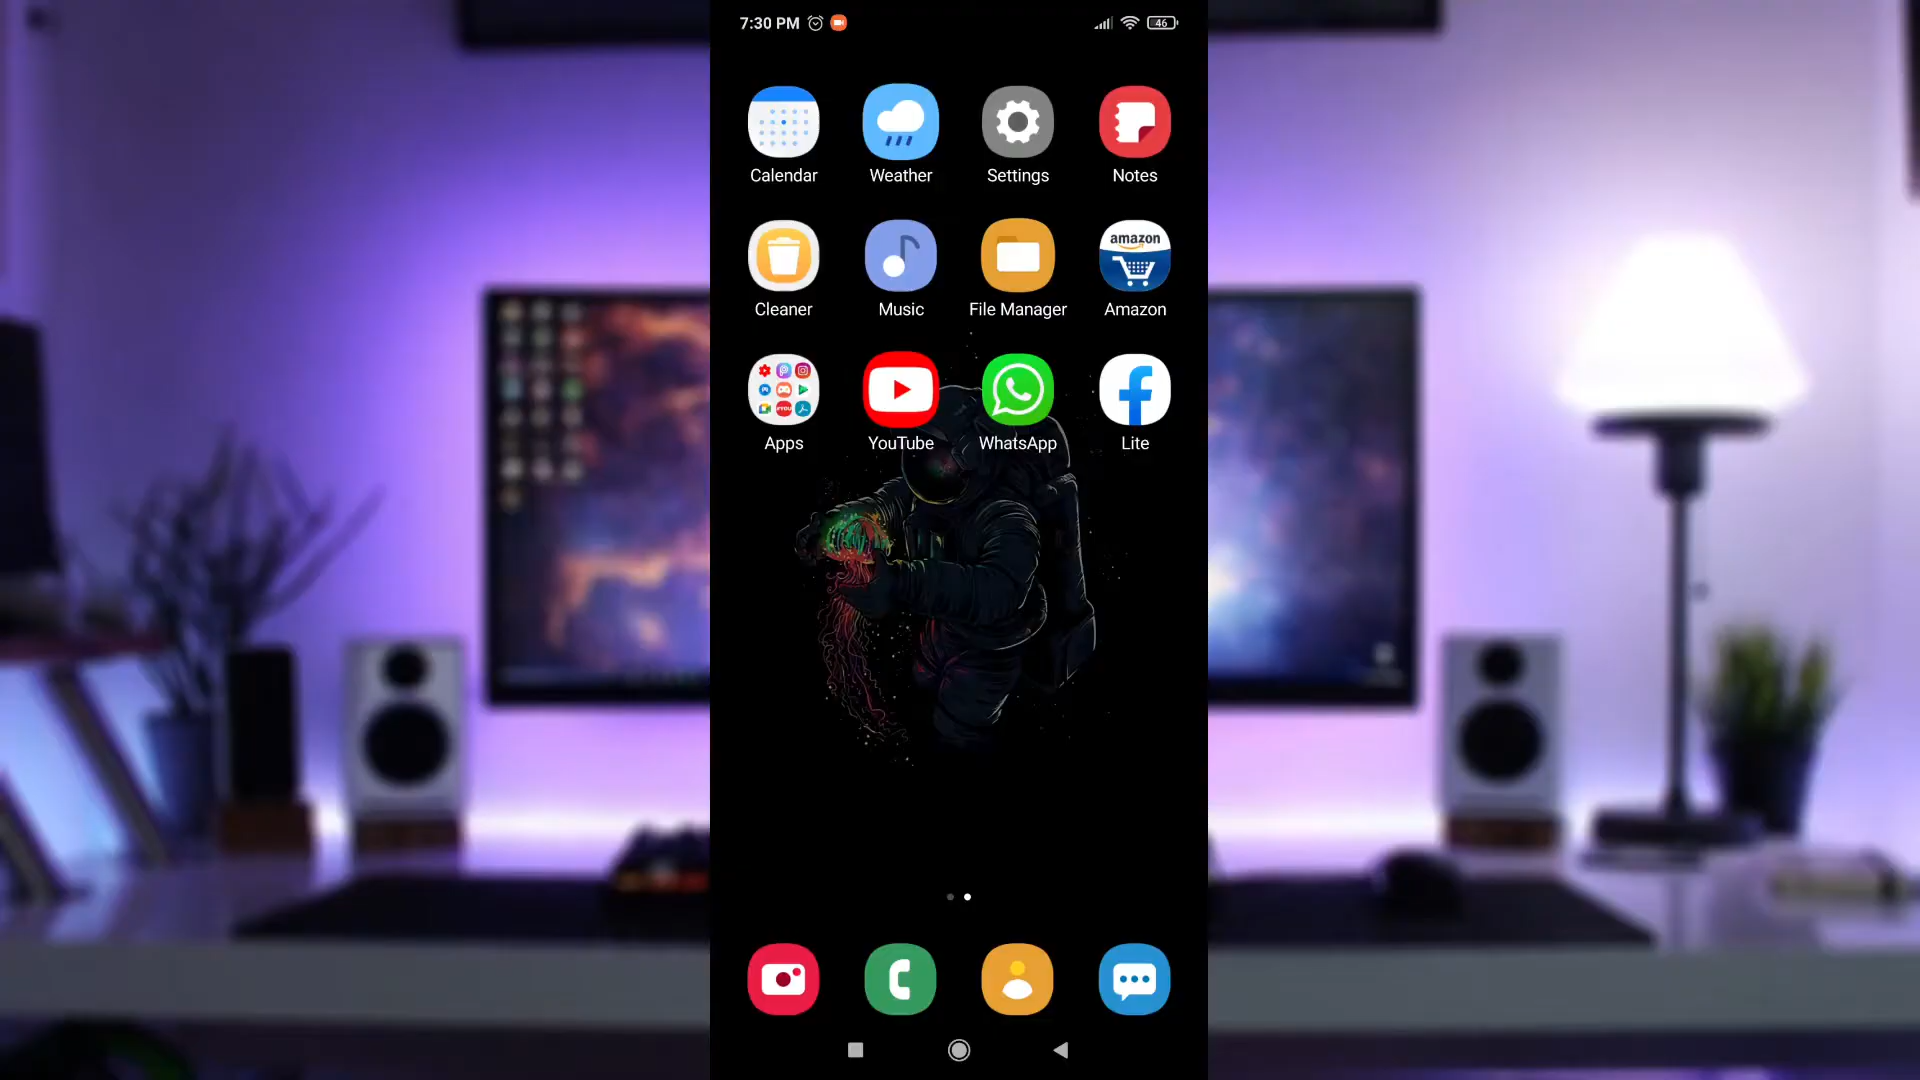 7:30 PM
46
Calendar
Weather
Settings
Notes
Cleaner
Music
File Manager
amazon
Amazon
Apps
YouTube
WhatsApp
Lite